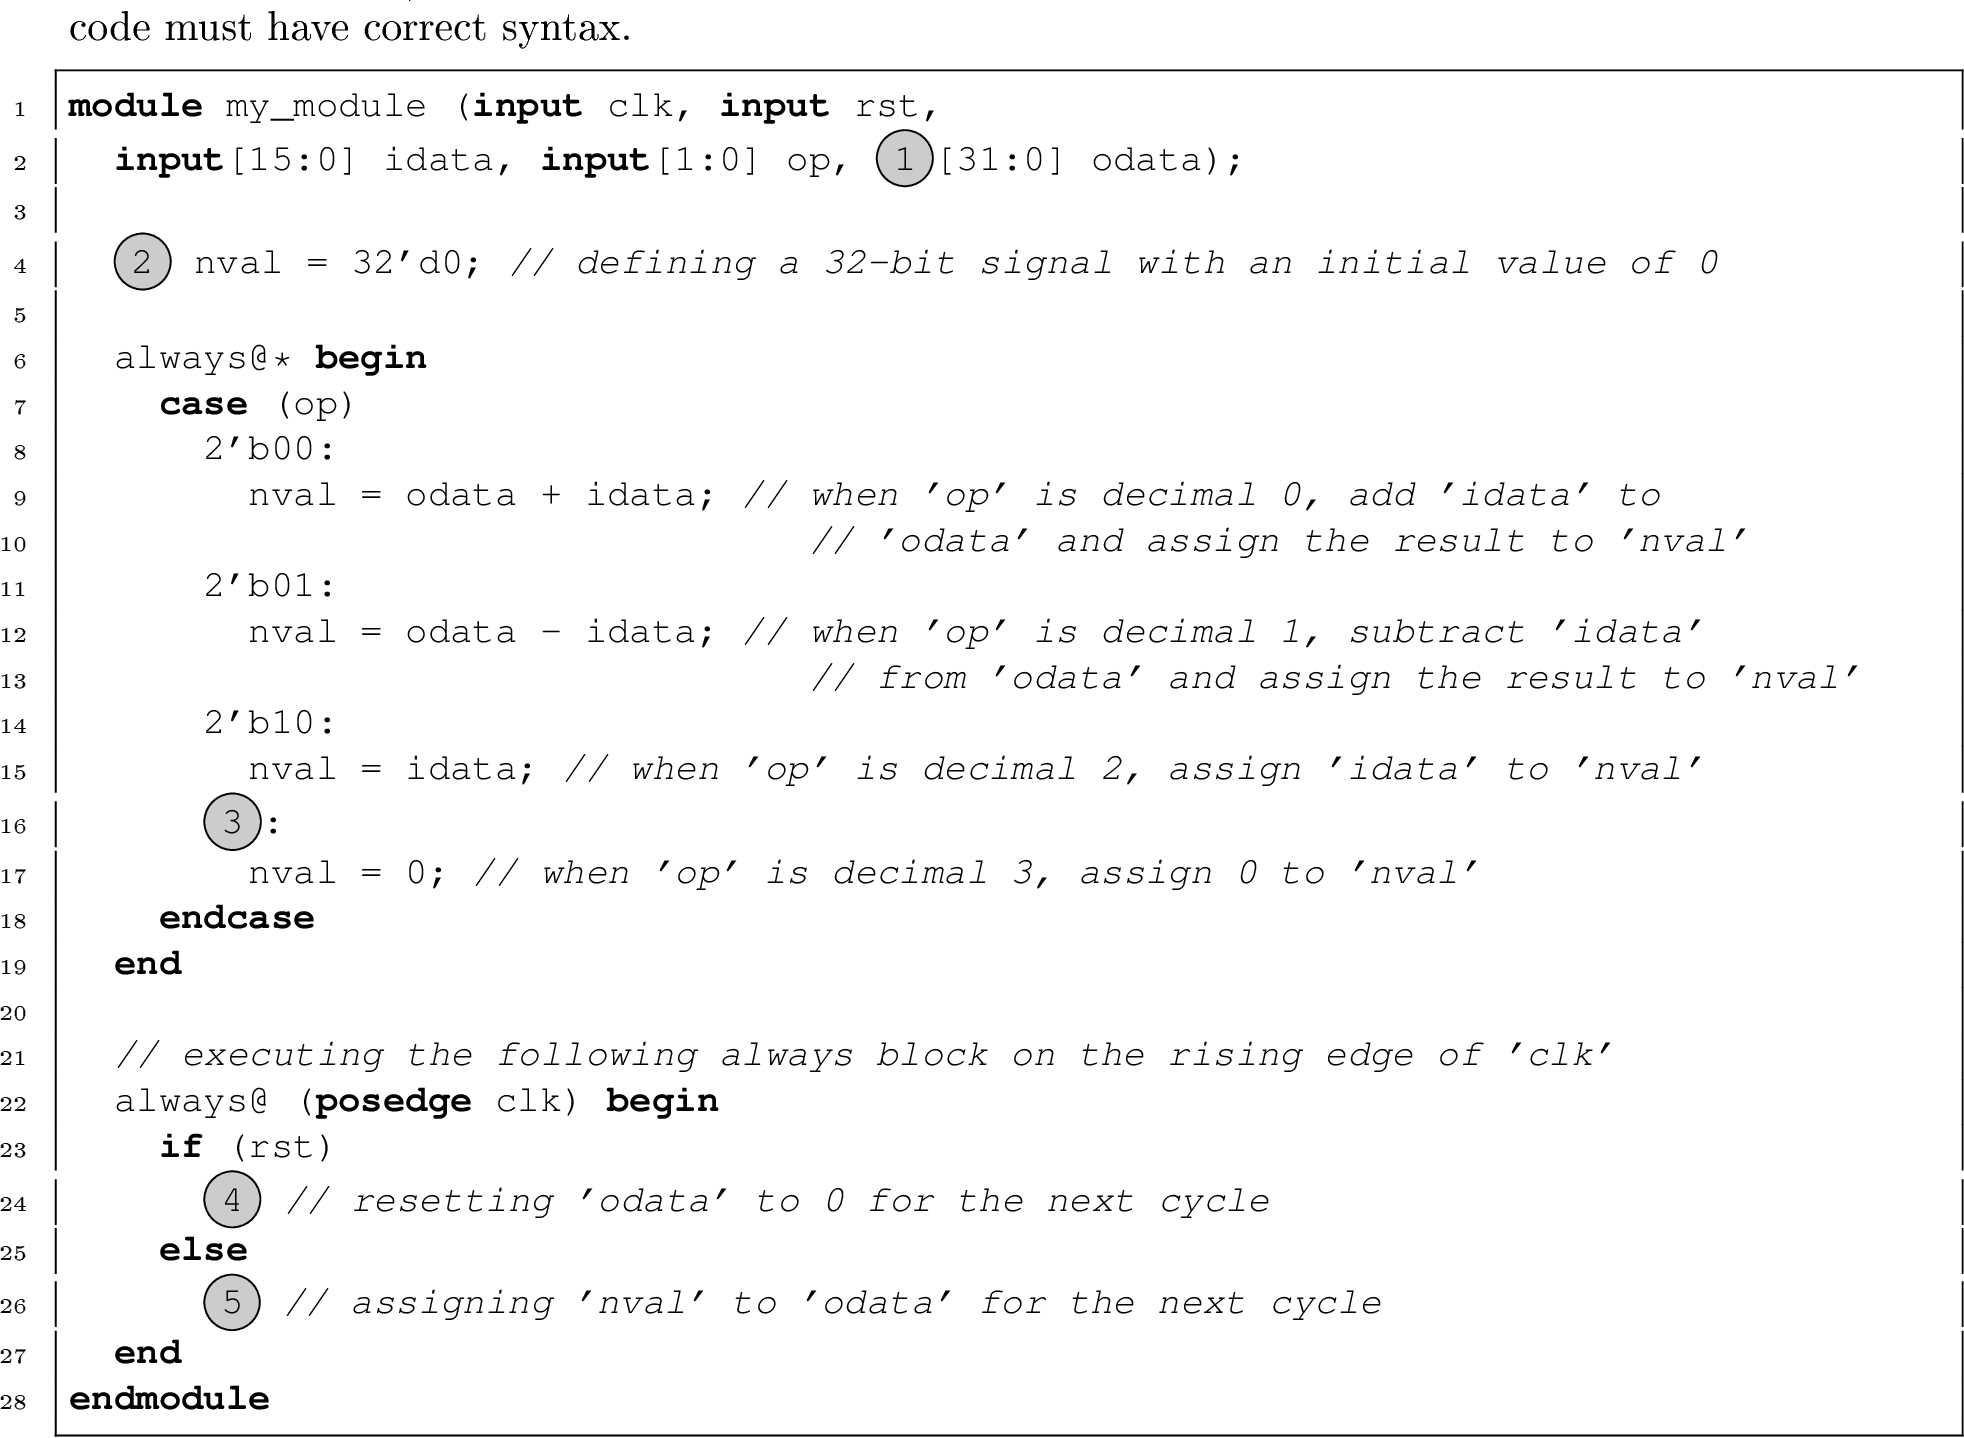 code must have correct syntax.
1 module my_module (input clk, input rst,
2 input[15:0] idata, input[1:0] op, 1 [31:0] odata);
3
4 2 nval = 32'd0; // defining a 32-bit signal with an initial value of 0
5
6 always@* begin
7 case (op)
8 2'b00:
9 nval = odata + idata; // when 'op' is decimal 0, add 'idata' to
10 // 'odata' and assign the result to 'nval'
11 2'b01:
12 nval = odata - idata; // when 'op' is decimal 1, subtract 'idata'
13 // from 'odata' and assign the result to 'nval'
14 2'b10:
15 nval = idata; // when 'op' is decimal 2, assign 'idata' to 'nval'
16 3 :
17 nval = 0; // when 'op' is decimal 3, assign 0 to 'nval'
18 endcase
19 end
20
21 // executing the following always block on the rising edge of 'clk'
22 always@ (posedge clk) begin
23 if (rst)
24 4 // resetting 'odata' to 0 for the next cycle
25 else
26 5 // assigning 'nval' to 'odata' for the next cycle
27 end
28 endmodule